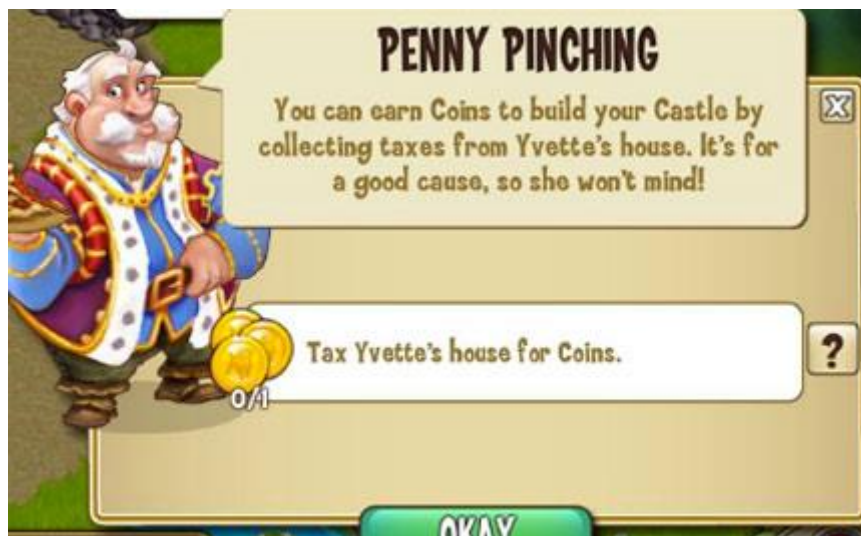 PENNY PINCHING
You can earn Coins to build your Castle by
collecting taxes from Yvette's house. It's for
a good cause, so she won't mind!
X
Tax Yvette's house for Coins.
?
0/1
OKAY